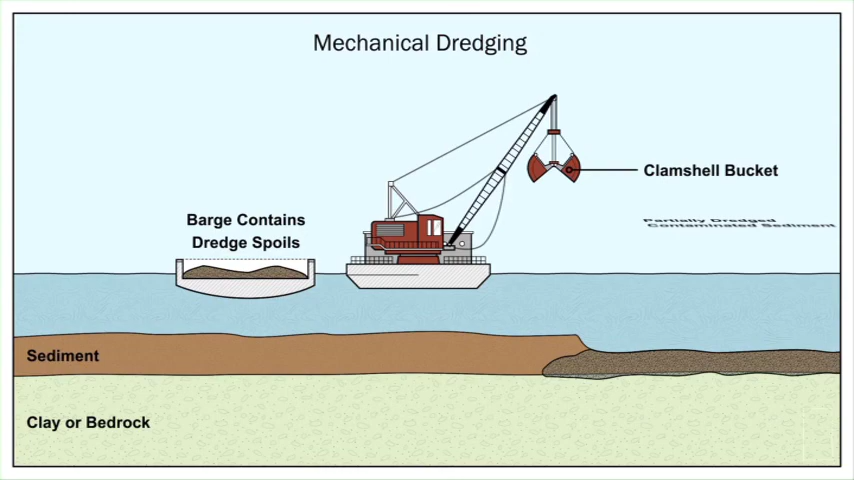 Mechanical Dredging
Clamshell Bucket
Barge Contains
Dredge Spoils
Partially Dredged
Contaminated Sediment
Sediment
Clay or Bedrock